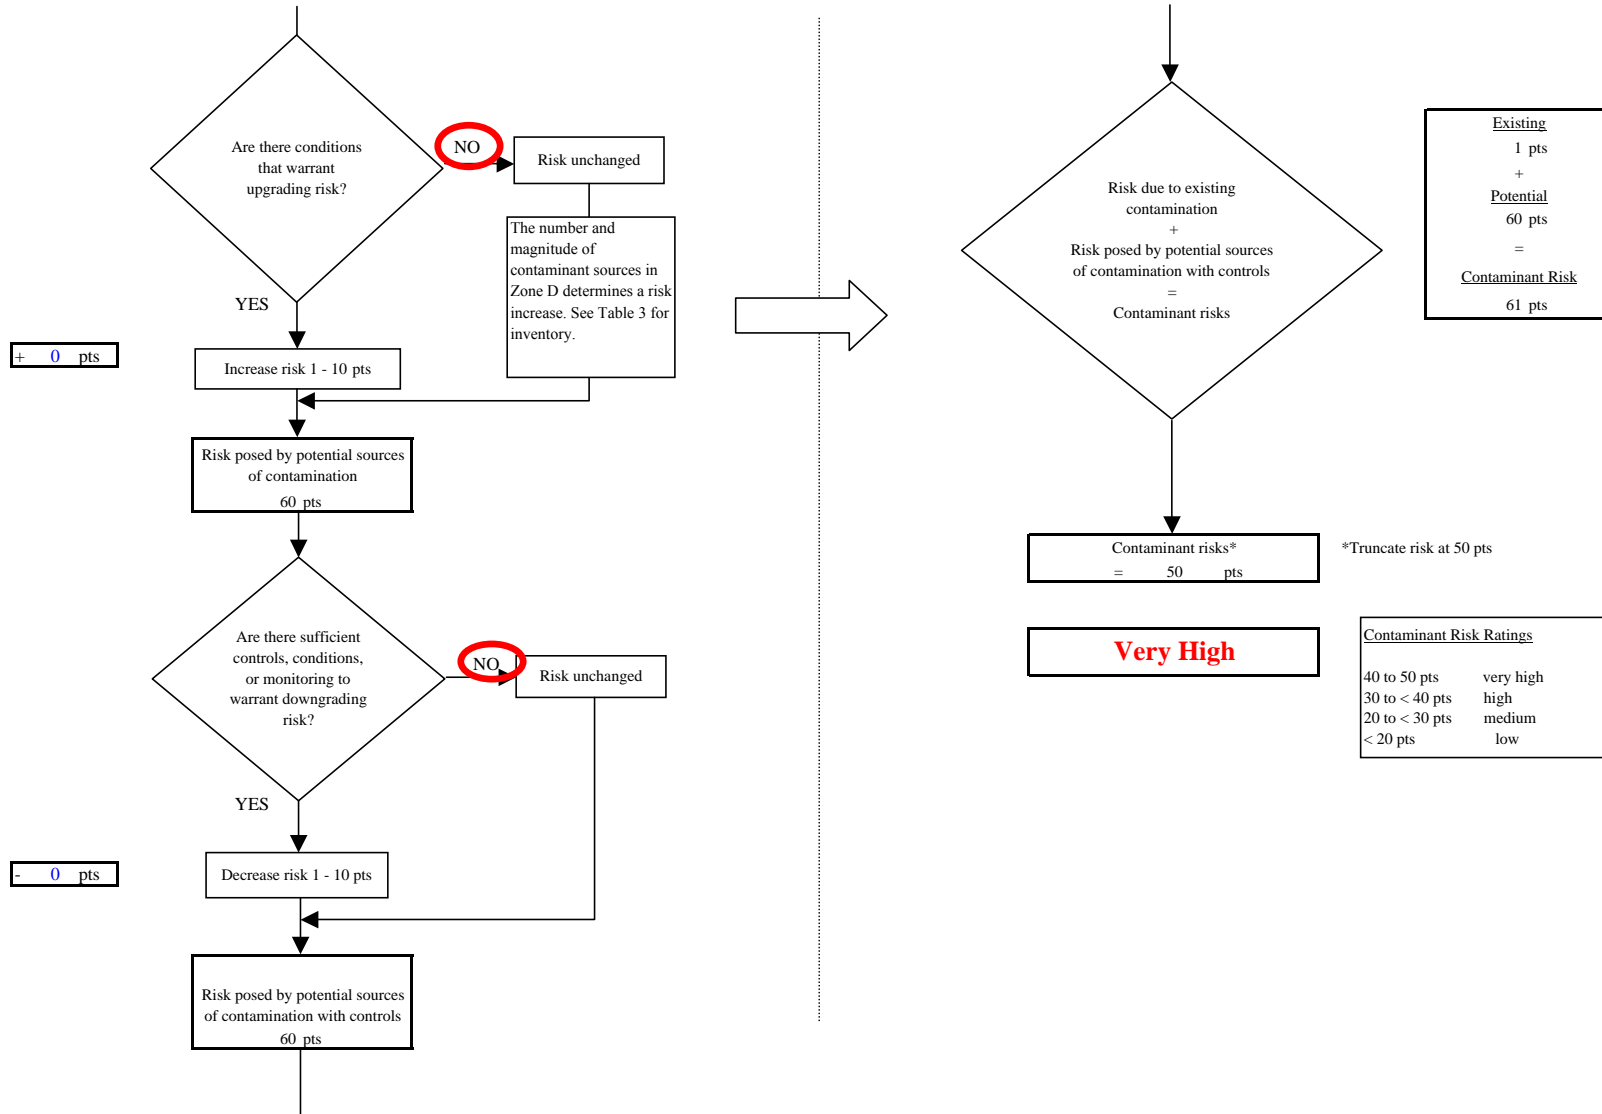 Are there conditions
that warrant
upgrading risk?
NO
Risk unchanged
The number and
magnitude of
contaminant sources in
Zone D determines a risk
increase. See Table 3 for
inventory.
YES
+ 0 pts
Increase risk 1 - 10 pts
Risk posed by potential sources
of contamination
60 pts
Are there sufficient
controls, conditions,
or monitoring to
warrant downgrading
risk?
NO
Risk unchanged
YES
- 0 pts
Decrease risk 1 - 10 pts
Risk posed by potential sources
of contamination with controls
60 pts
Risk due to existing
contamination
+
Risk posed by potential sources
of contamination with controls
=
Contaminant risks
Existing
1 pts
+
Potential
60 pts
=
Contaminant Risk
61 pts
Contaminant risks*
= 50 pts
*Truncate risk at 50 pts
Very High
Contaminant Risk Ratings
40 to 50 pts very high
30 to < 40 pts high
20 to < 30 pts medium
< 20 pts low